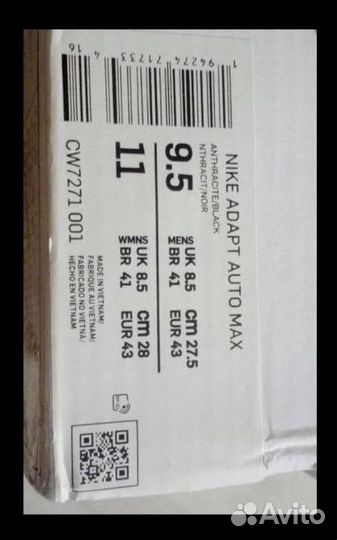 NIKE ADAPT AUTO MAX
ANTHRACITE/BLACK
NTHRACIT/NOIR
9.5
MENS UK 8.5 cm 27.5
BR 41 EUR 43
11
WMNS UK 8.5 cm 28
BR 41 EUR 43
MADE IN VIETNAM/
FABRIQUE AU VIETNAM/
FABRICADO NO VIETNÃ/
HECHO EN VIETNAM
1 94274 71733 4
16
CW7271 001
Avito